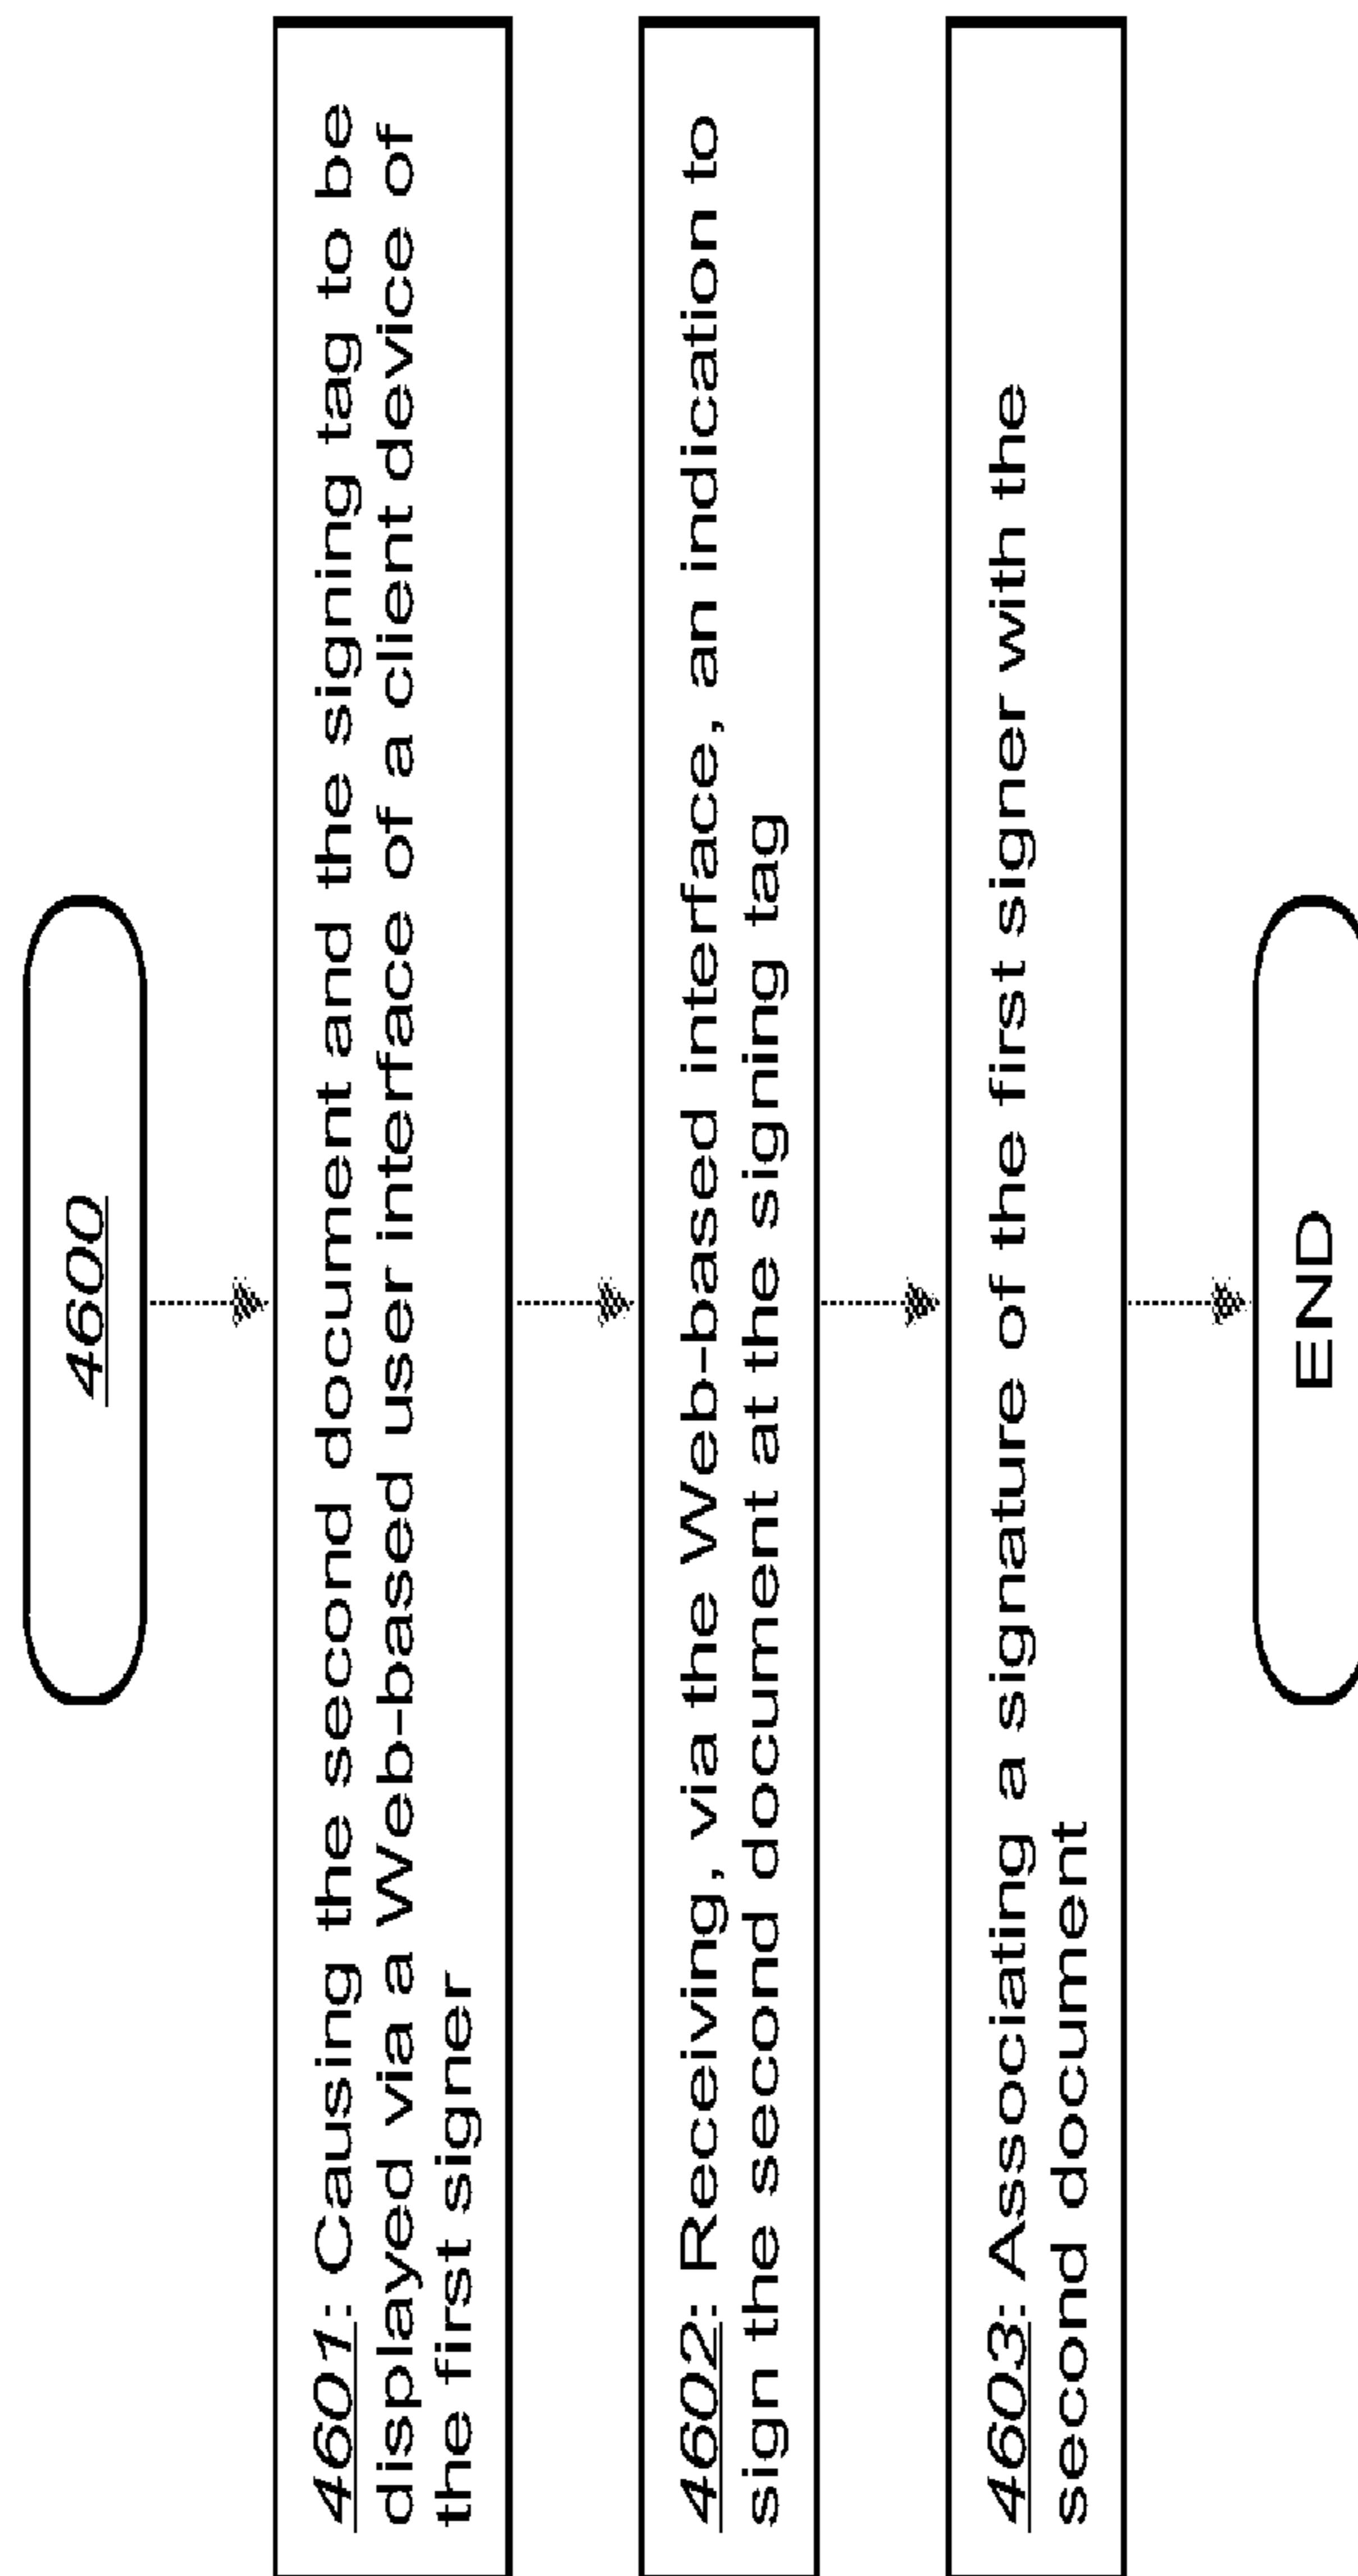 4600
4601: Causing the second document and the signing tag to be
displayed via a Web-based user interface of a client device of
the first signer
4602: Receiving, via the Web-based interface, an indication to
sign the second document at the signing tag
4603: Associating a signature of the first signer with the
second document
END